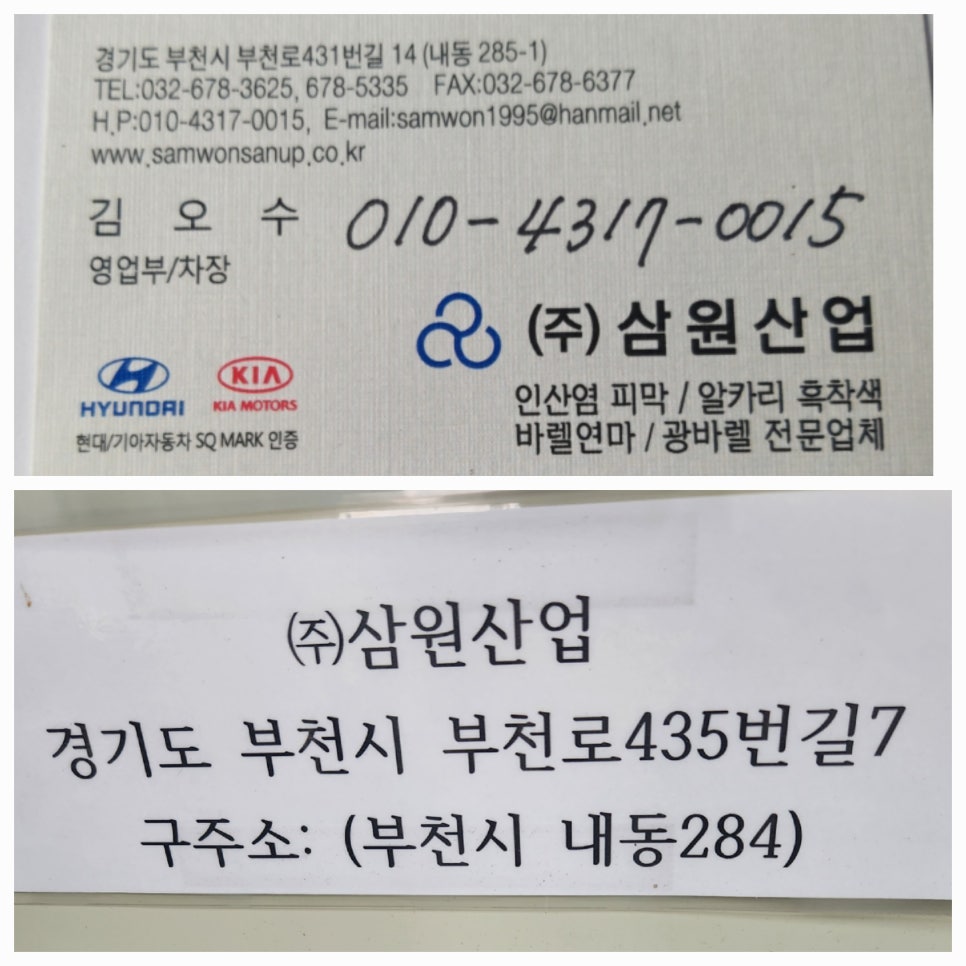 경기도 부천시 부천로431번길 14 (내동 285-1)
TEL:032-678-3625, 678-5335 FAX:032-678-6377
H.P:010-4317-0015, E-mail:samwon1995@hanmail.net
www.samwonsanup.co.kr
김 오 수 010-4317-0015
영업부/차장
(주) 삼원산업
HYUNDAI
KIA
KIA MOTORS
현대/기아자동차 SQ MARK 인증
인산염 피막 / 알카리 흑착색
바렐연마 / 광바렐 전문업체
㈜삼원산업
경기도 부천시 부천로435번길7
구주소: (부천시 내동284)